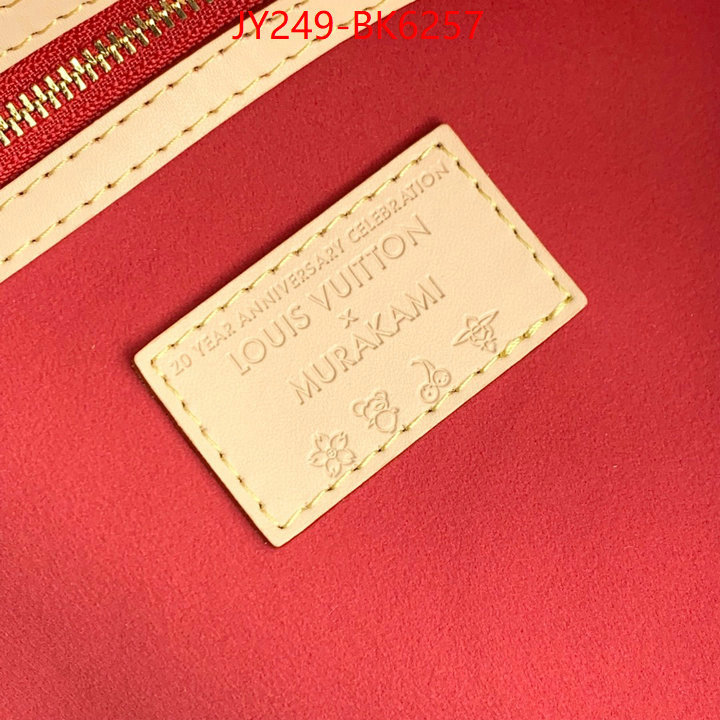 JY249-BK6257
20 YEAR ANNIVERSARY CELEBRATION
LOUIS VUITTON
x
MURAKAMI